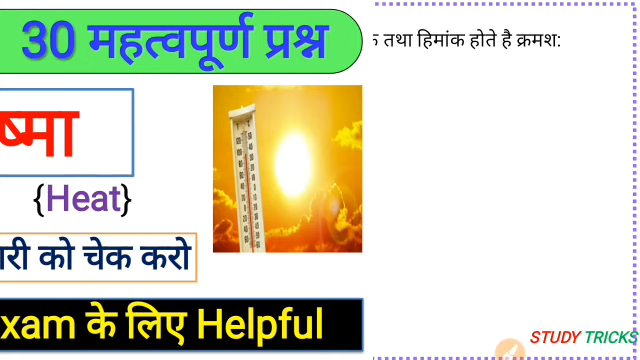 30 महत्वपूर्ण प्रश्न
तथा हिमांक होते है क्रमश:
ष्मा
{Heat}
को चेक करो
xam के लिए Helpful
STUDY TRICKS